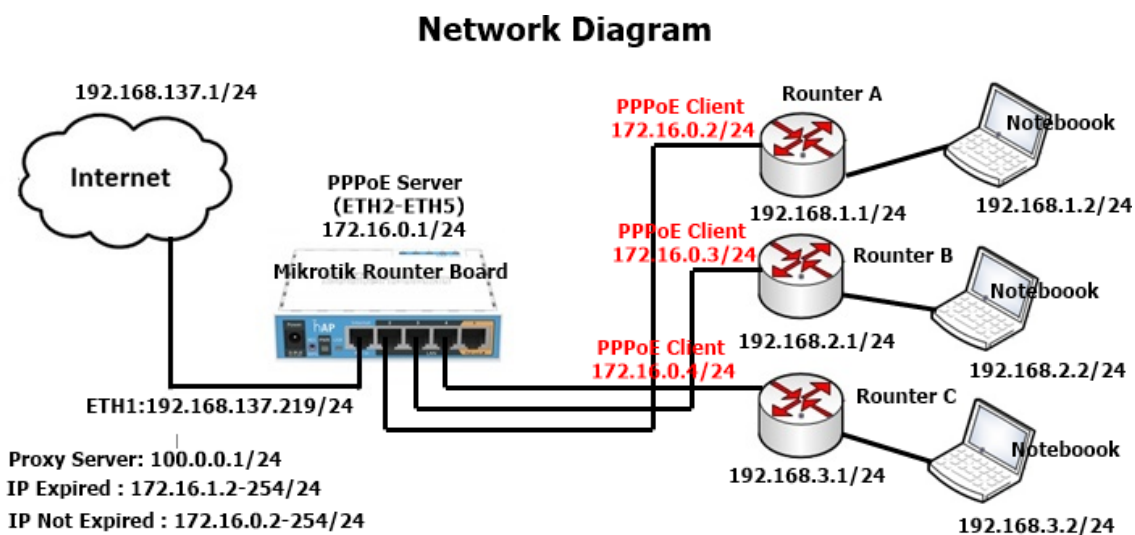 Network Diagram
192.168.137.1/24
Internet
PPPoE Server
(ETH2-ETH5)
172.16.0.1/24
Mikrotik Rounter Board
hAP
ETH1:192.168.137.219/24
Proxy Server: 100.0.0.1/24
IP Expired : 172.16.1.2-254/24
IP Not Expired : 172.16.0.2-254/24
PPPoE Client
172.16.0.2/24
Rounter A
192.168.1.1/24
Noteboook
192.168.1.2/24
PPPoE Client
172.16.0.3/24
Rounter B
192.168.2.1/24
Noteboook
192.168.2.2/24
PPPoE Client
172.16.0.4/24
Rounter C
192.168.3.1/24
Noteboook
192.168.3.2/24